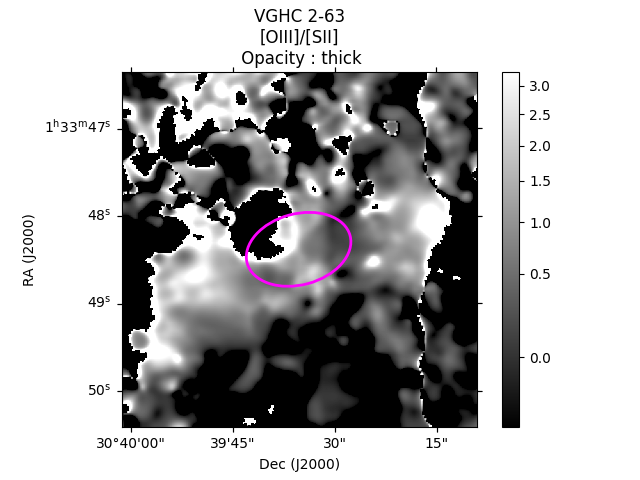 VGHC 2-63
[OIII]/[SII]
Opacity : thick
1ʰ33ᵐ47ˢ
48ˢ
49ˢ
50ˢ
RA (J2000)
30°40'00"
39'45"
30"
15"
Dec (J2000)
3.0
2.5
2.0
1.5
1.0
0.5
0.0